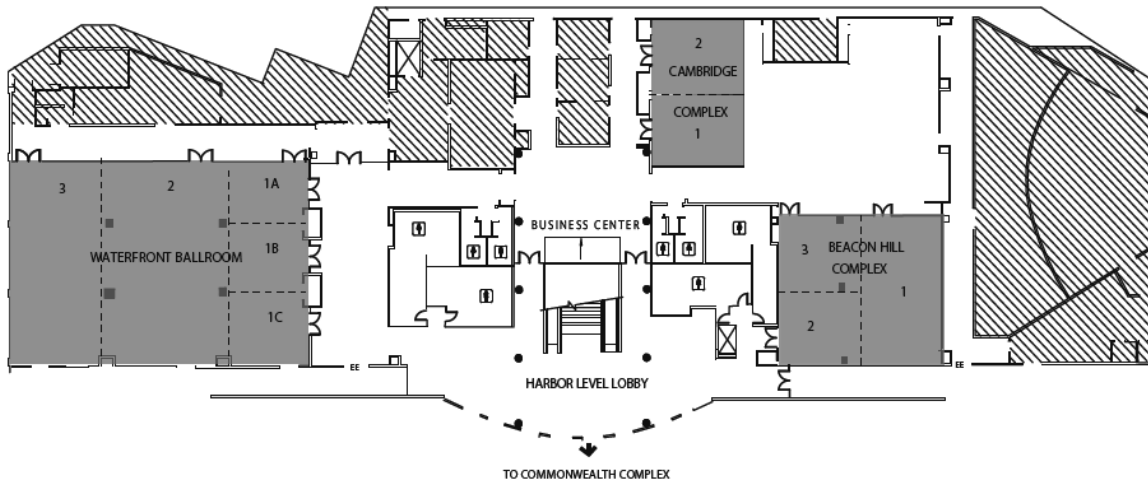 2
CAMBRIDGE
COMPLEX
1
3
2
1A
1B
1C
WATERFRONT BALLROOM
BUSINESS CENTER
3
BEACON HILL
COMPLEX
1
2
EE
EE
HARBOR LEVEL LOBBY
TO COMMONWEALTH COMPLEX